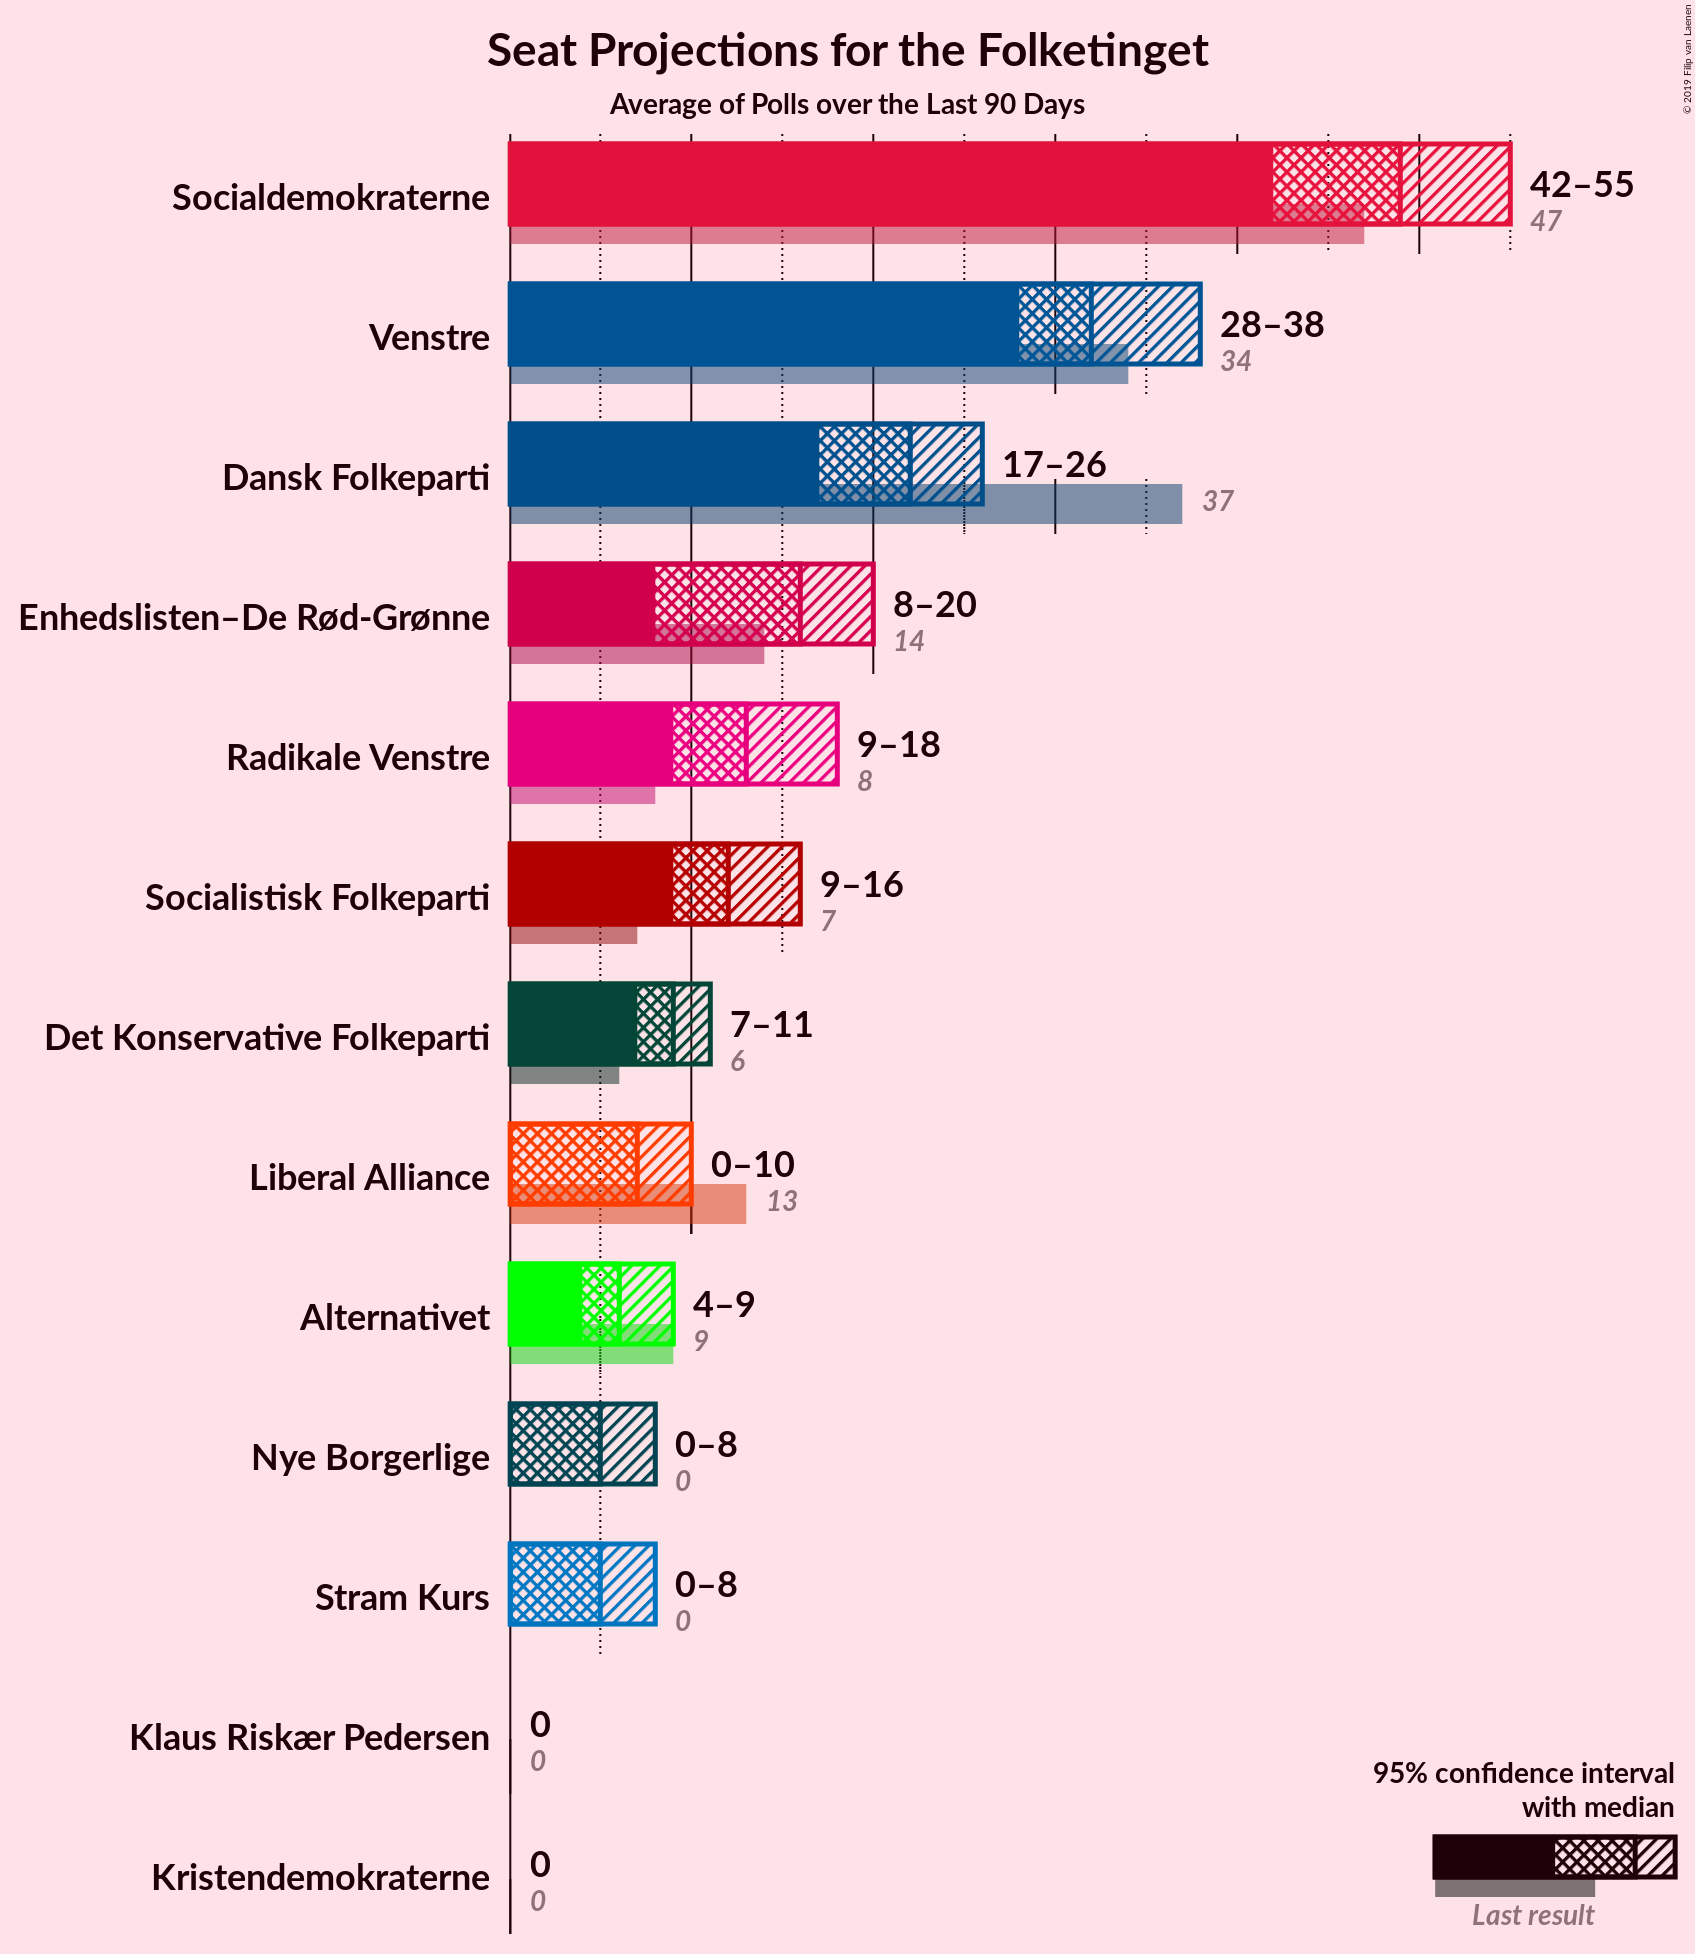 Seat Projections for the Folketinget
Average of Polls over the Last 90 Days
© 2019 Filip van Laenen
Socialdemokraterne
42–55
47
Venstre
28–38
34
Dansk Folkeparti
17–26
37
Enhedslisten–De Rød-Grønne
8–20
14
Radikale Venstre
9–18
8
Socialistisk Folkeparti
9–16
7
Det Konservative Folkeparti
7–11
6
Liberal Alliance
0–10
13
Alternativet
4–9
9
Nye Borgerlige
0–8
0
Stram Kurs
0–8
0
Klaus Riskær Pedersen
0
0
Kristendemokraterne
0
0
95% confidence interval
with median
Last result